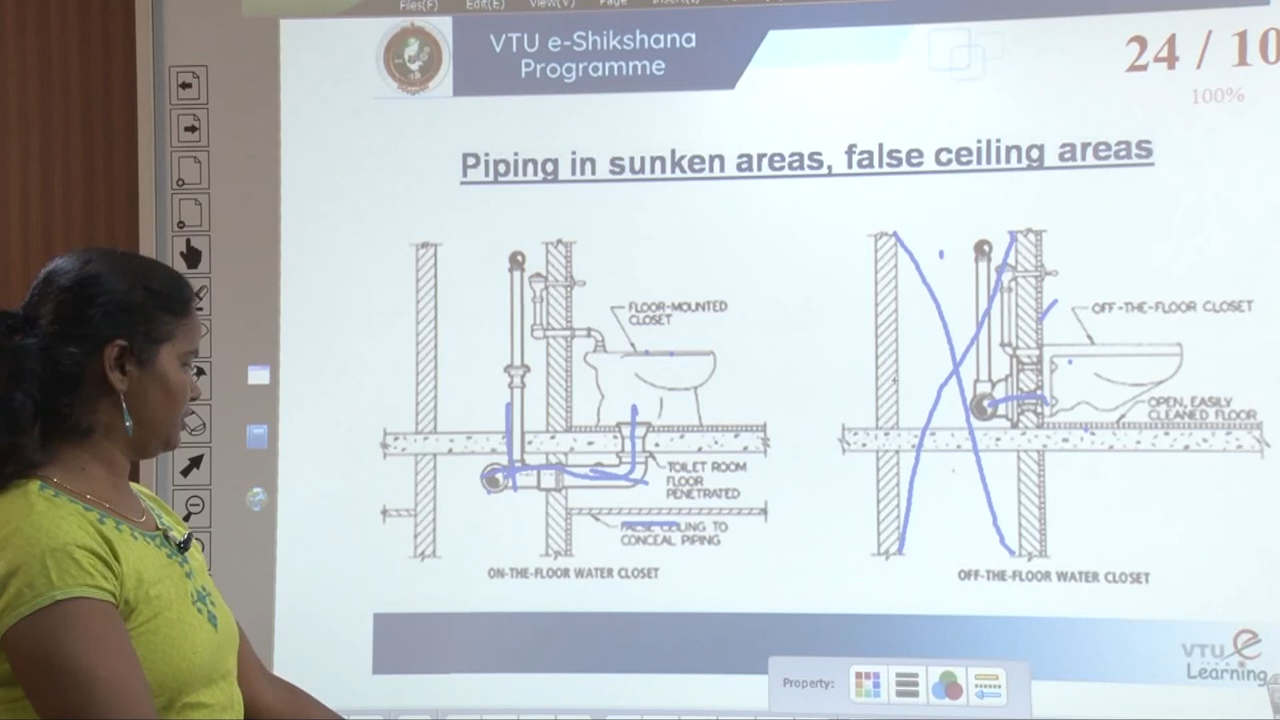 Files(F) Edit(E) View(V) Page
VTU e-Shikshana
Programme
24 / 10
100%
Piping in sunken areas, false ceiling areas
FLOOR-MOUNTED
CLOSET
TOILET ROOM
FLOOR
PENETRATED
FALSE CEILING TO
CONCEAL PIPING
ON-THE-FLOOR WATER CLOSET
OFF-THE-FLOOR CLOSET
OPEN, EASILY
CLEANED FLOOR
OFF-THE-FLOOR WATER CLOSET
VTU e
Learning
Property: